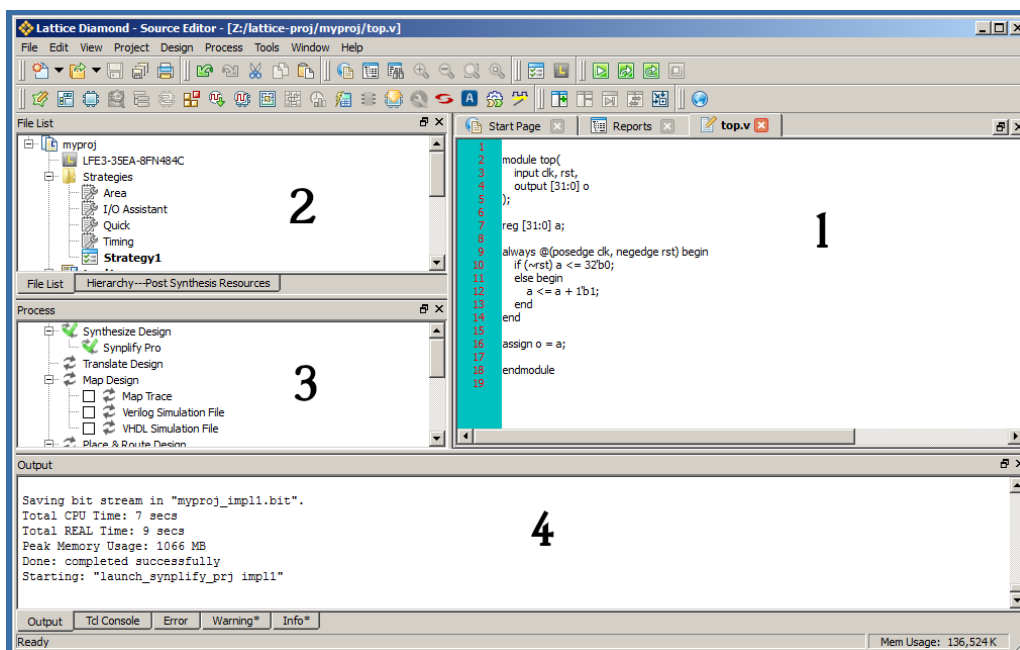 Lattice Diamond - Source Editor - [Z:/lattice-proj/myproj/top.v]
File Edit View Project Design Process Tools Window Help
File List
myproj
LFE3-35EA-8FN484C
Strategies
Area
I/O Assistant
Quick
Timing
Strategy1
2
File List Hierarchy---Post Synthesis Resources
Process
Synthesize Design
Synplify Pro
Translate Design
Map Design
Map Trace
Verilog Simulation File
VHDL Simulation File
Place & Route Design
3
Start Page Reports top.v
1
2 module top(
3 input clk, rst,
4 output [31:0] o
5 );
6
7 reg [31:0] a;
8
9 always @(posedge clk, negedge rst) begin
10 if (~rst) a <= 32'b0;
11 else begin
12 a <= a + 1'b1;
13 end
14 end
15
16 assign o = a;
17
18 endmodule
19
1
Output
Saving bit stream in "myproj_impl1.bit".
Total CPU Time: 7 secs
Total REAL Time: 9 secs
Peak Memory Usage: 1066 MB
Done: completed successfully
Starting: "launch_synplify_prj impl1"
4
Output Tcl Console Error Warning* Info*
Ready Mem Usage: 136,524 K